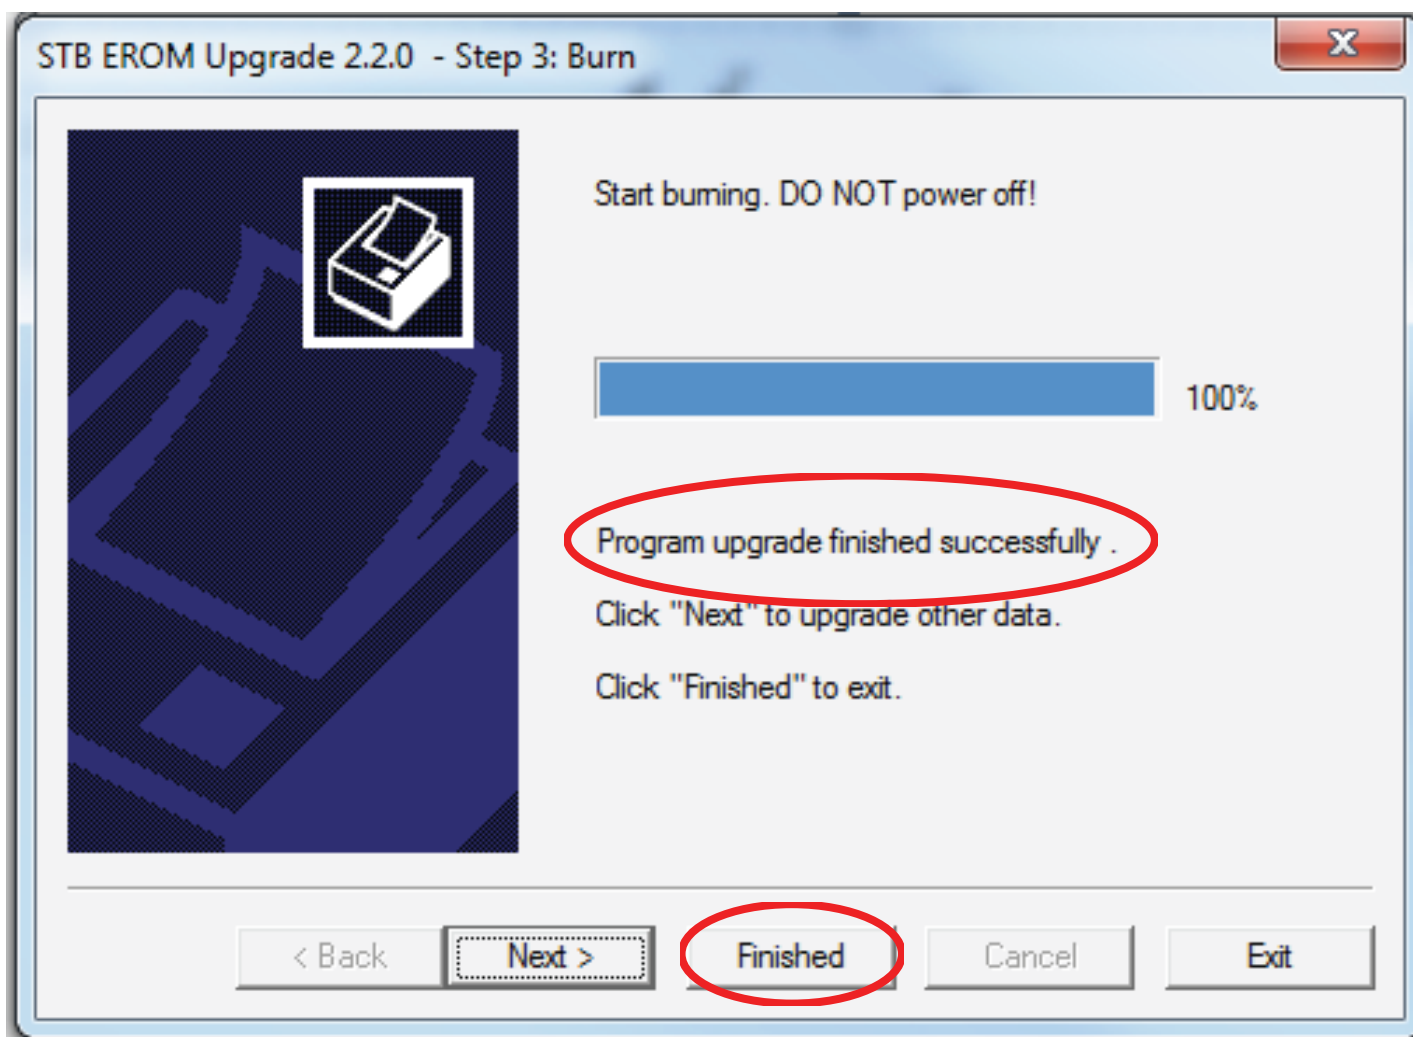 STB EROM Upgrade 2.2.0 - Step 3: Burn
X
Start burning. DO NOT power off!
100%
Program upgrade finished successfully .
Click "Next" to upgrade other data.
Click "Finished" to exit.
< Back Next > Finished Cancel Exit